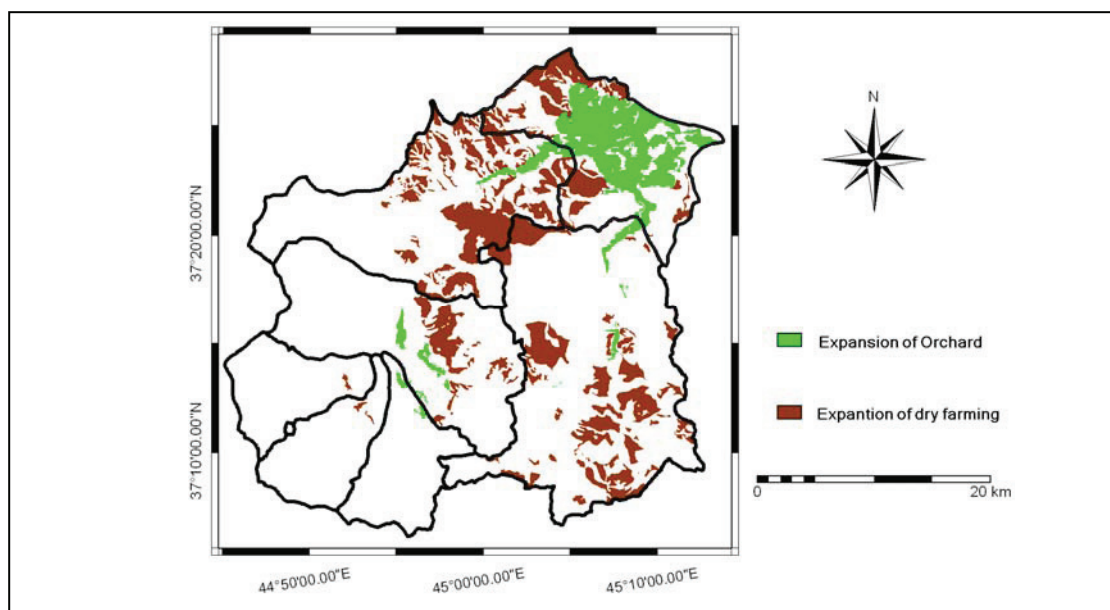 N
37°20'00.00"N
37°10'00.00"N
44°50'00.00"E
45°00'00.00"E
45°10'00.00"E
Expansion of Orchard
Expantion of dry farming
0 20 km